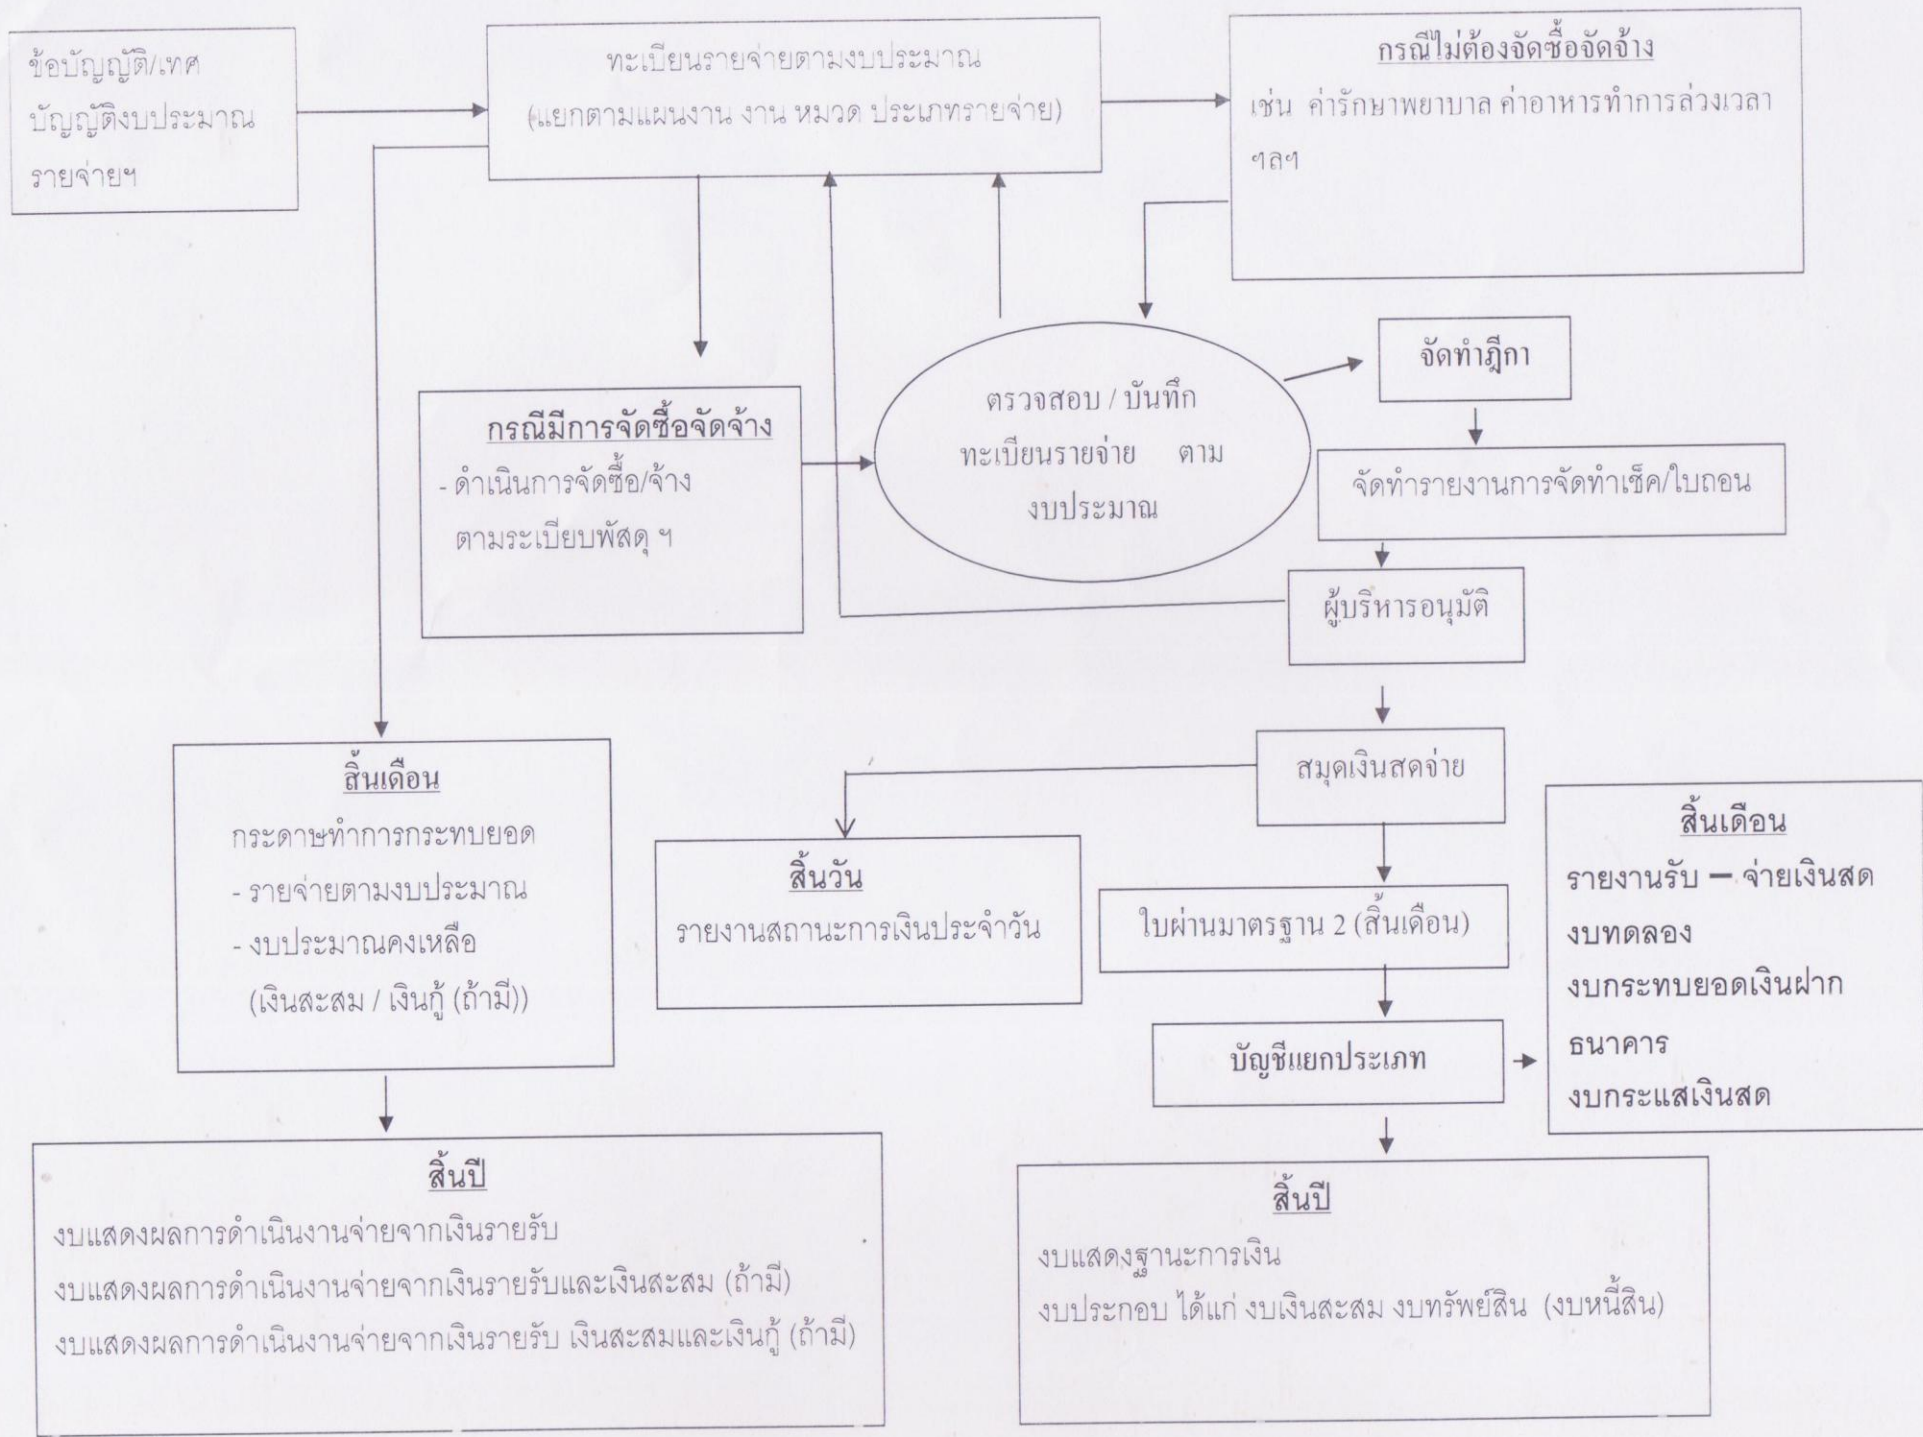 ข้อบัญญัติ/เทศ
บัญญัติงบประมาณ
รายจ่ายฯ
ทะเบียนรายจ่ายตามงบประมาณ
(แยกตามแผนงาน งาน หมวด ประเภทรายจ่าย)
กรณีไม่ต้องจัดซื้อจัดจ้าง
เช่น ค่ารักษาพยาบาล ค่าอาหารทำการล่วงเวลา
ฯลฯ
กรณีมีการจัดซื้อจัดจ้าง
- ดำเนินการจัดซื้อ/จ้าง
ตามระเบียบพัสดุ ฯ
ตรวจสอบ / บันทึก
ทะเบียนรายจ่าย ตาม
งบประมาณ
จัดทำฎีกา
จัดทำรายงานการจัดทำเช็ค/ใบถอน
ผู้บริหารอนุมัติ
สมุดเงินสดจ่าย
สิ้นเดือน
กระดาษทำการกระทบยอด
- รายจ่ายตามงบประมาณ
- งบประมาณคงเหลือ
(เงินสะสม / เงินกู้ (ถ้ามี))
สิ้นวัน
รายงานสถานะการเงินประจำวัน
ใบผ่านมาตรฐาน 2 (สิ้นเดือน)
บัญชีแยกประเภท
สิ้นเดือน
รายงานรับ – จ่ายเงินสด
งบทดลอง
งบกระทบยอดเงินฝาก
ธนาคาร
งบกระแสเงินสด
สิ้นปี
งบแสดงผลการดำเนินงานจ่ายจากเงินรายรับ
งบแสดงผลการดำเนินงานจ่ายจากเงินรายรับและเงินสะสม (ถ้ามี)
งบแสดงผลการดำเนินงานจ่ายจากเงินรายรับ เงินสะสมและเงินกู้ (ถ้ามี)
สิ้นปี
งบแสดงฐานะการเงิน
งบประกอบ ได้แก่ งบเงินสะสม งบทรัพย์สิน (งบหนี้สิน)